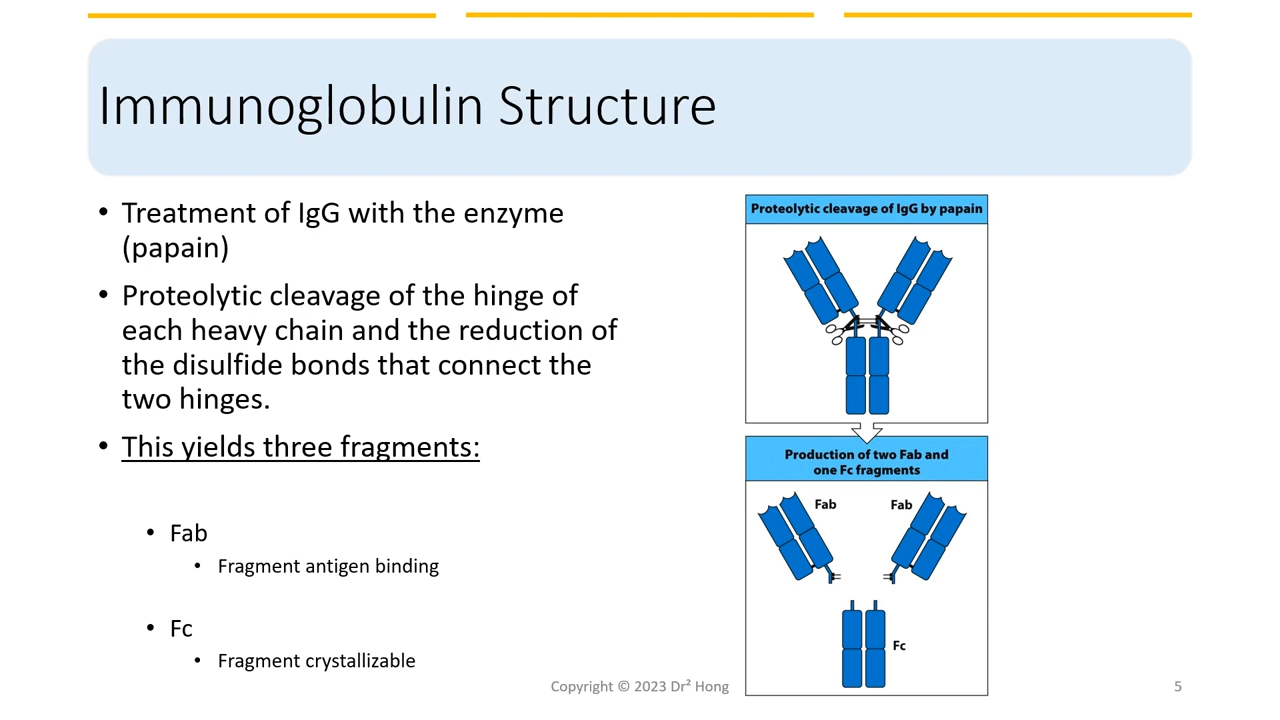 Immunoglobulin Structure
• Treatment of IgG with the enzyme
(papain)
• Proteolytic cleavage of the hinge of
each heavy chain and the reduction of
the disulfide bonds that connect the
two hinges.
• This yields three fragments:
• Fab
• Fragment antigen binding
• Fc
• Fragment crystallizable
Proteolytic cleavage of IgG by papain
Production of two Fab and
one Fc fragments
Fab
Fab
Fc
Copyright © 2023 Dr² Hong
5